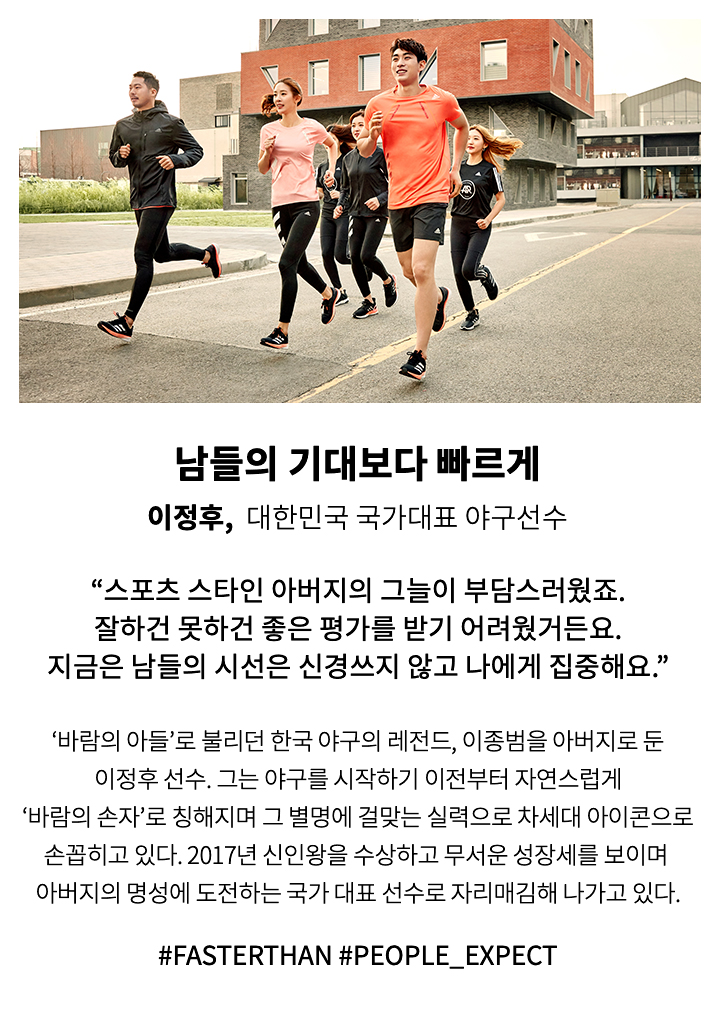 남들의 기대보다 빠르게
이정후, 대한민국 국가대표 야구선수
“스포츠 스타인 아버지의 그늘이 부담스러웠죠.
잘하건 못하건 좋은 평가를 받기 어려웠거든요.
지금은 남들의 시선은 신경쓰지 않고 나에게 집중해요.”
‘바람의 아들’로 불리던 한국 야구의 레전드, 이종범을 아버지로 둔
이정후 선수. 그는 야구를 시작하기 이전부터 자연스럽게
‘바람의 손자’로 칭해지며 그 별명에 걸맞는 실력으로 차세대 아이콘으로
손꼽히고 있다. 2017년 신인왕을 수상하고 무서운 성장세를 보이며
아버지의 명성에 도전하는 국가 대표 선수로 자리매김해 나가고 있다.
#FASTERTHAN #PEOPLE_EXPECT